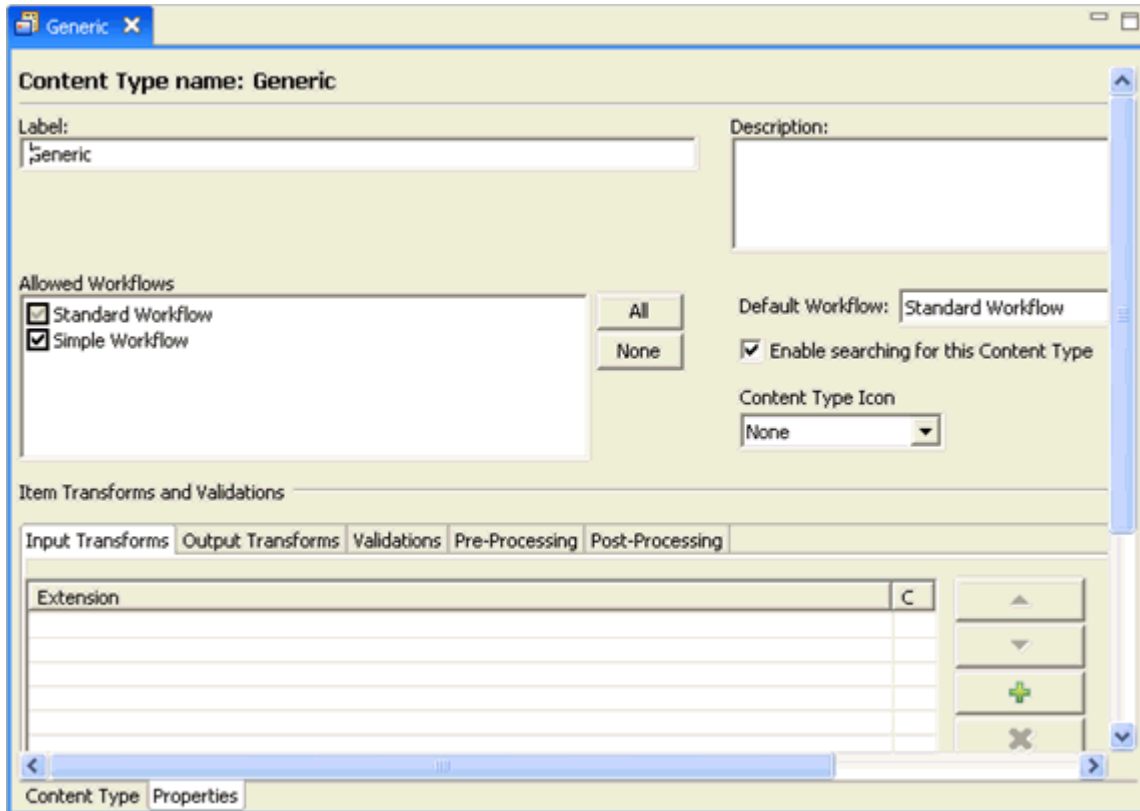 Generic
Content Type name: Generic
Label:
Description:
Generic
Allowed Workflows
Standard Workflow
Simple Workflow
All
None
Default Workflow: Standard Workflow
Enable searching for this Content Type
Content Type Icon
None
Item Transforms and Validations
Input Transforms Output Transforms Validations Pre-Processing Post-Processing
Extension C
Content Type Properties